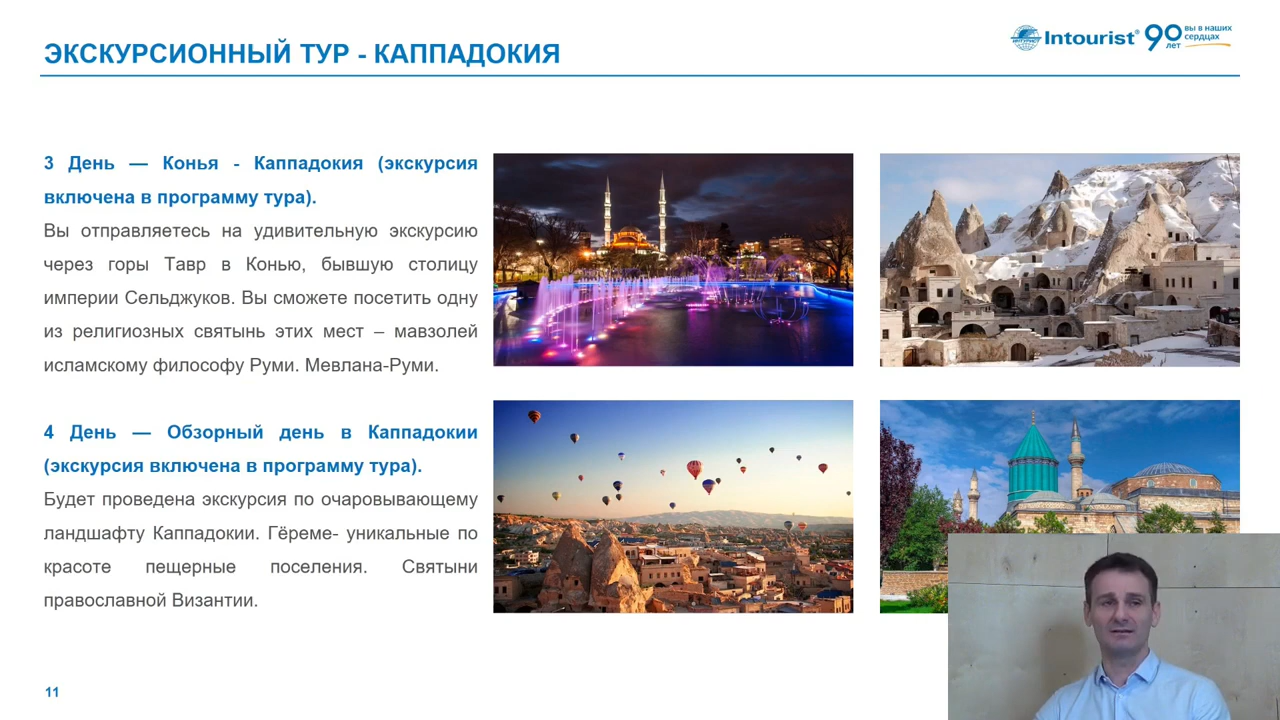 ЭКСКУРСИОННЫЙ ТУР - КАППАДОКИЯ
ИНТУРИСТ
Intourist®
90 лет
вы в наших
сердцах
3 День — Конья - Каппадокия (экскурсия
включена в программу тура).
Вы отправляетесь на удивительную экскурсию
через горы Тавр в Конью, бывшую столицу
империи Сельджуков. Вы сможете посетить одну
из религиозных святынь этих мест – мавзолей
исламскому философу Руми. Мевлана-Руми.
4 День — Обзорный день в Каппадокии
(экскурсия включена в программу тура).
Будет проведена экскурсия по очаровывающему
ландшафту Каппадокии. Гёреме- уникальные по
красоте пещерные поселения. Святыни
православной Византии.
11